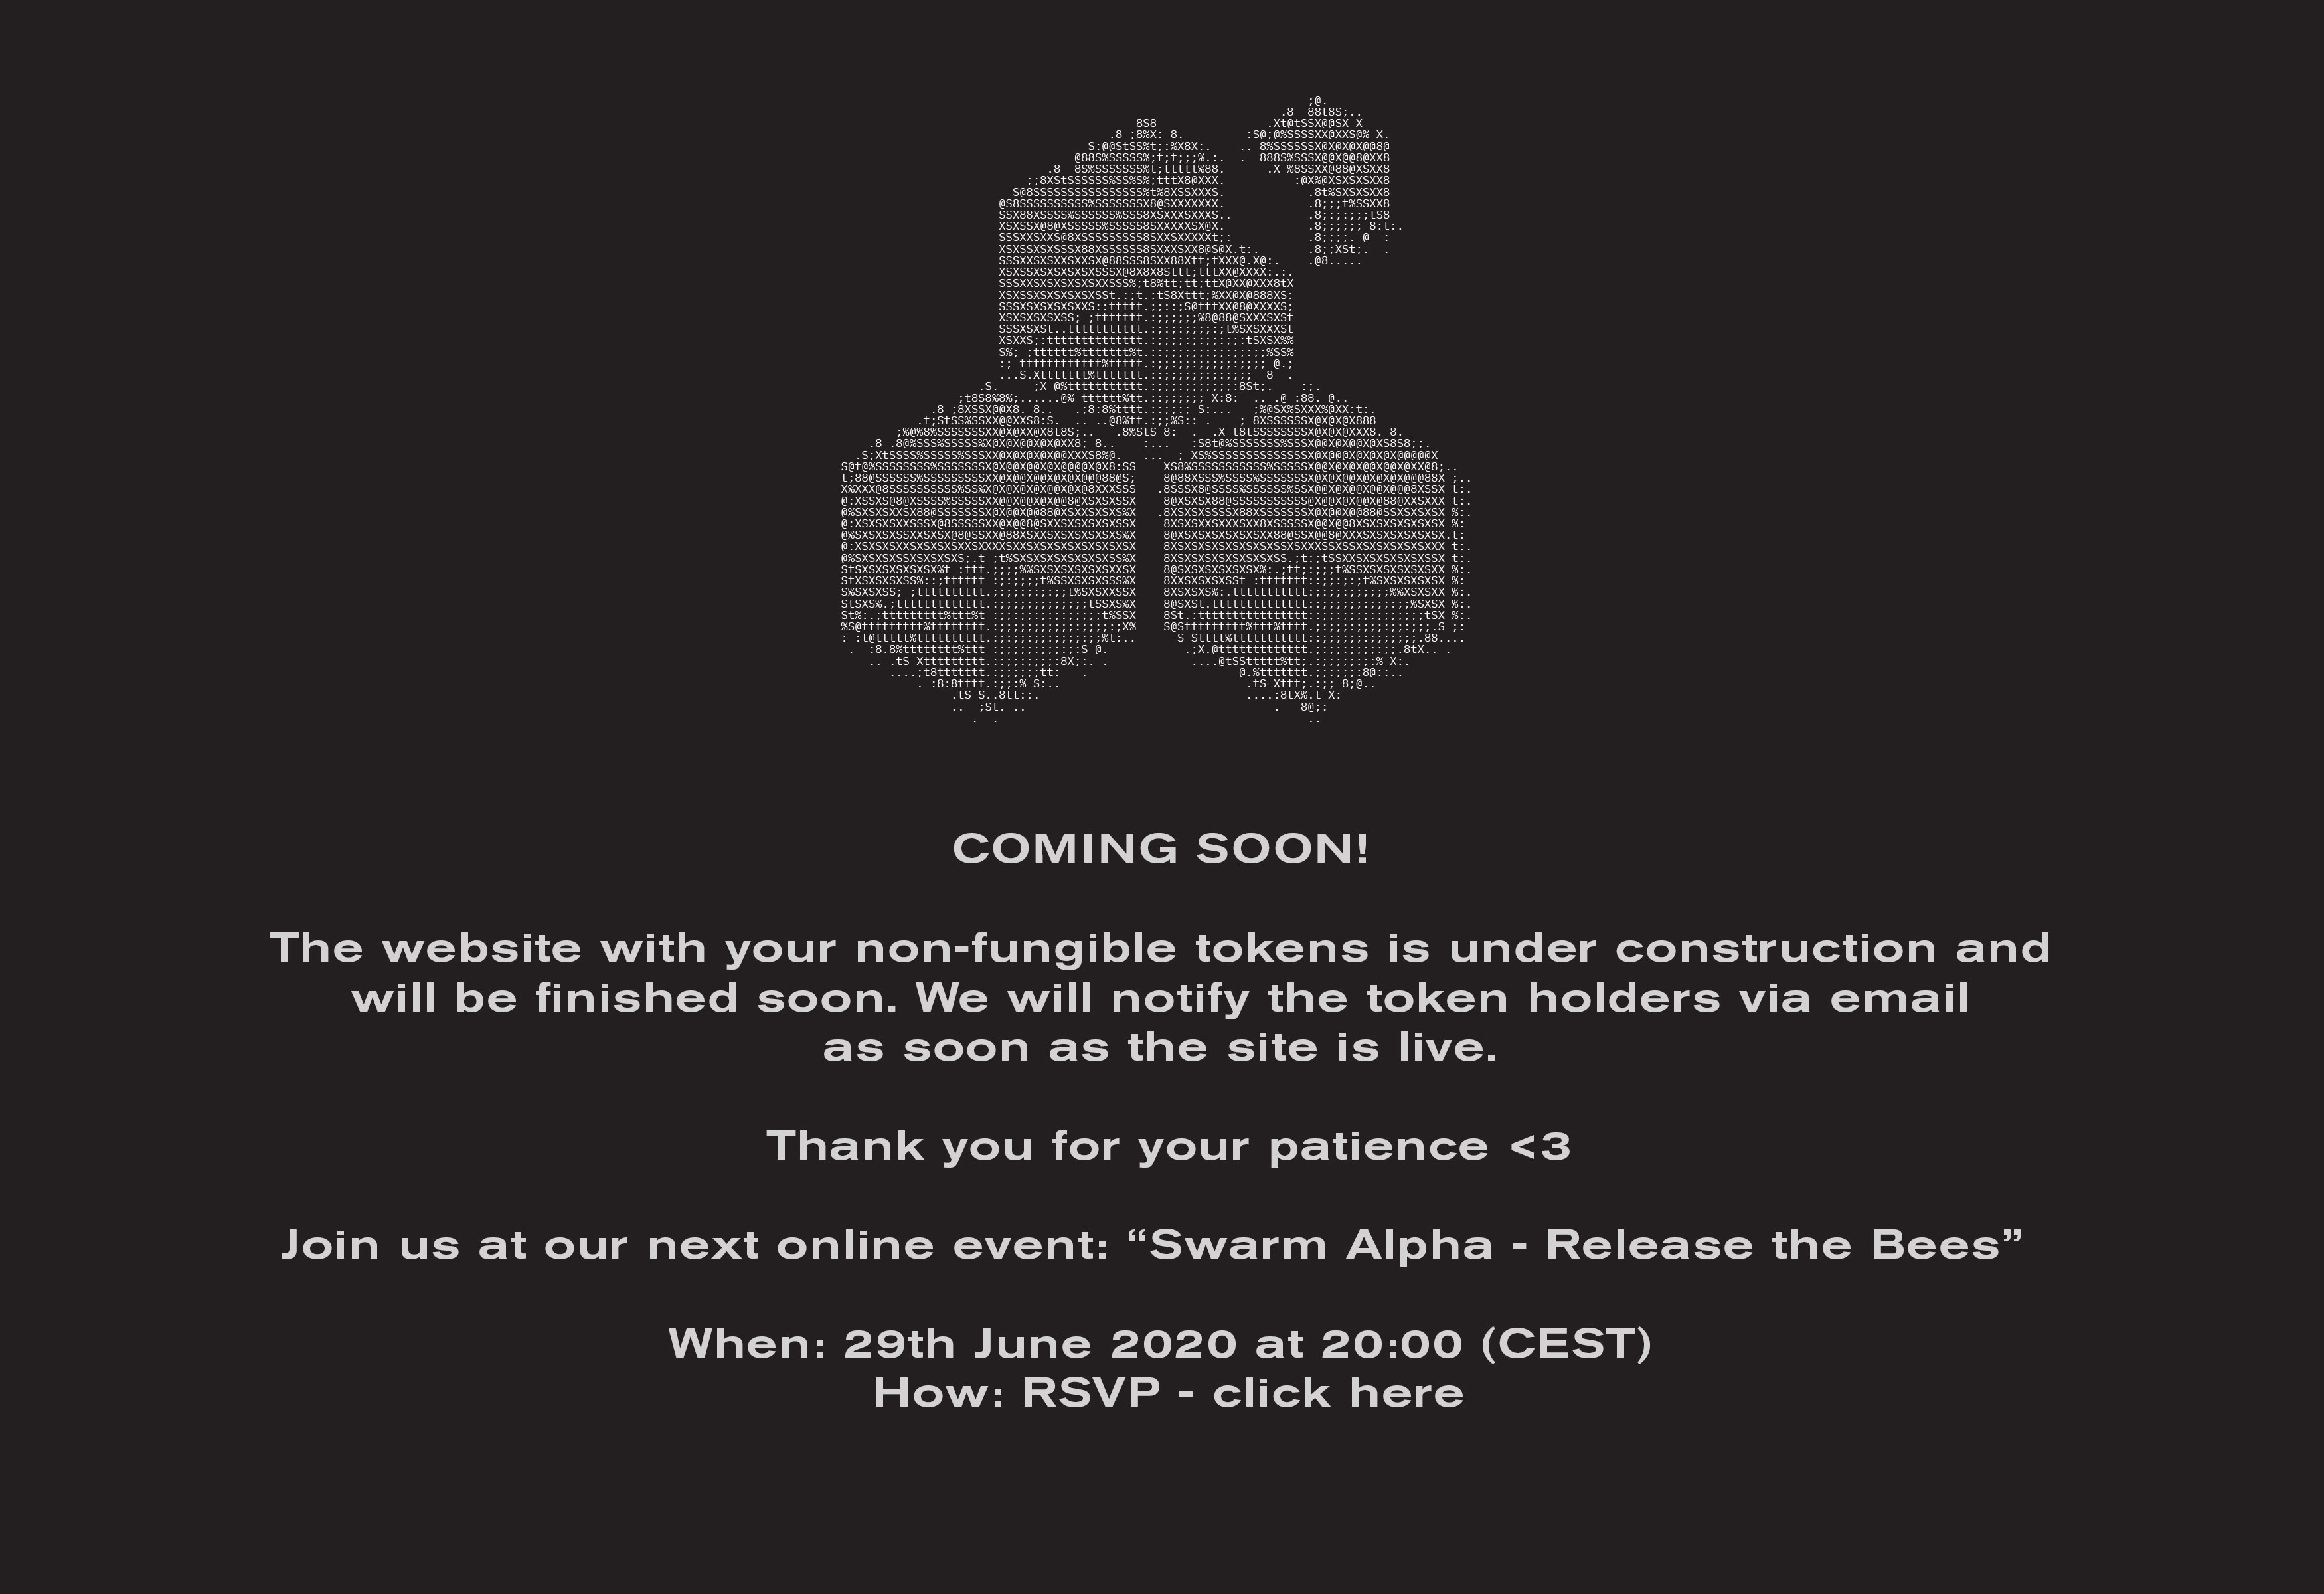 COMING SOON!
The website with your non-fungible tokens is under construction and
will be finished soon. We will notify the token holders via email
as soon as the site is live.
Thank you for your patience <3
Join us at our next online event: “Swarm Alpha - Release the Bees”
When: 29th June 2020 at 20:00 (CEST)
How: RSVP - click here